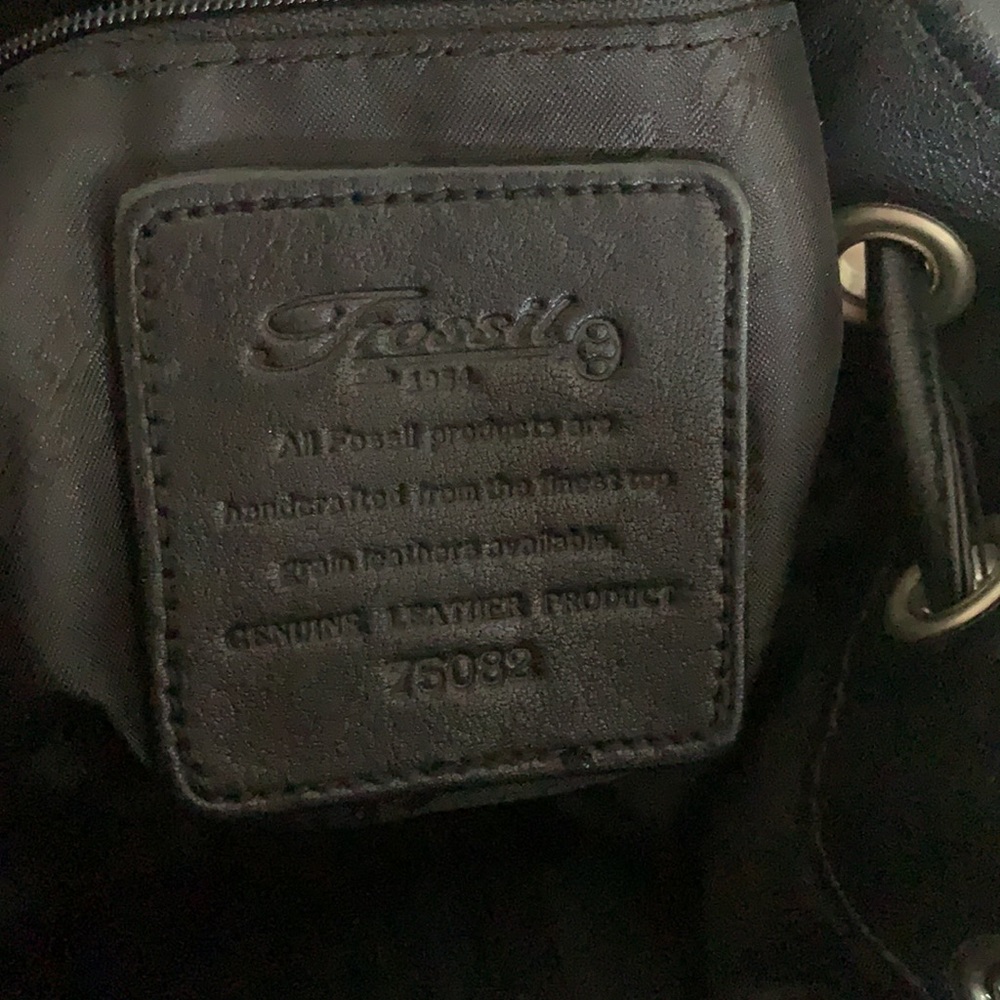 Fossil
1954
All Fossil products are
handcrafted from the finest top
grain leathers available.
GENUINE LEATHER PRODUCT
75082